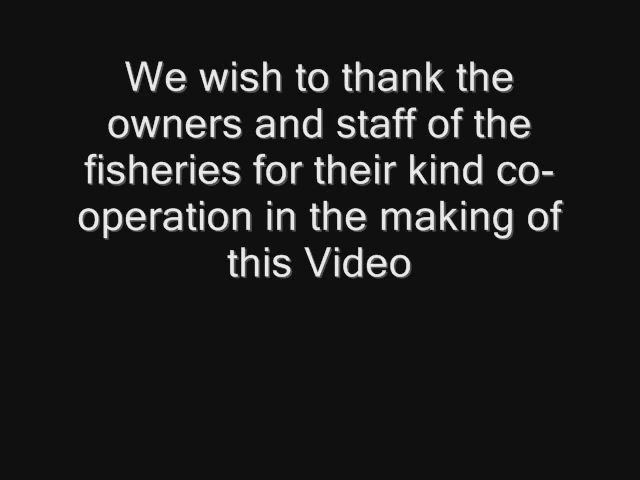 We wish to thank the
owners and staff of the
fisheries for their kind co-
operation in the making of
this Video